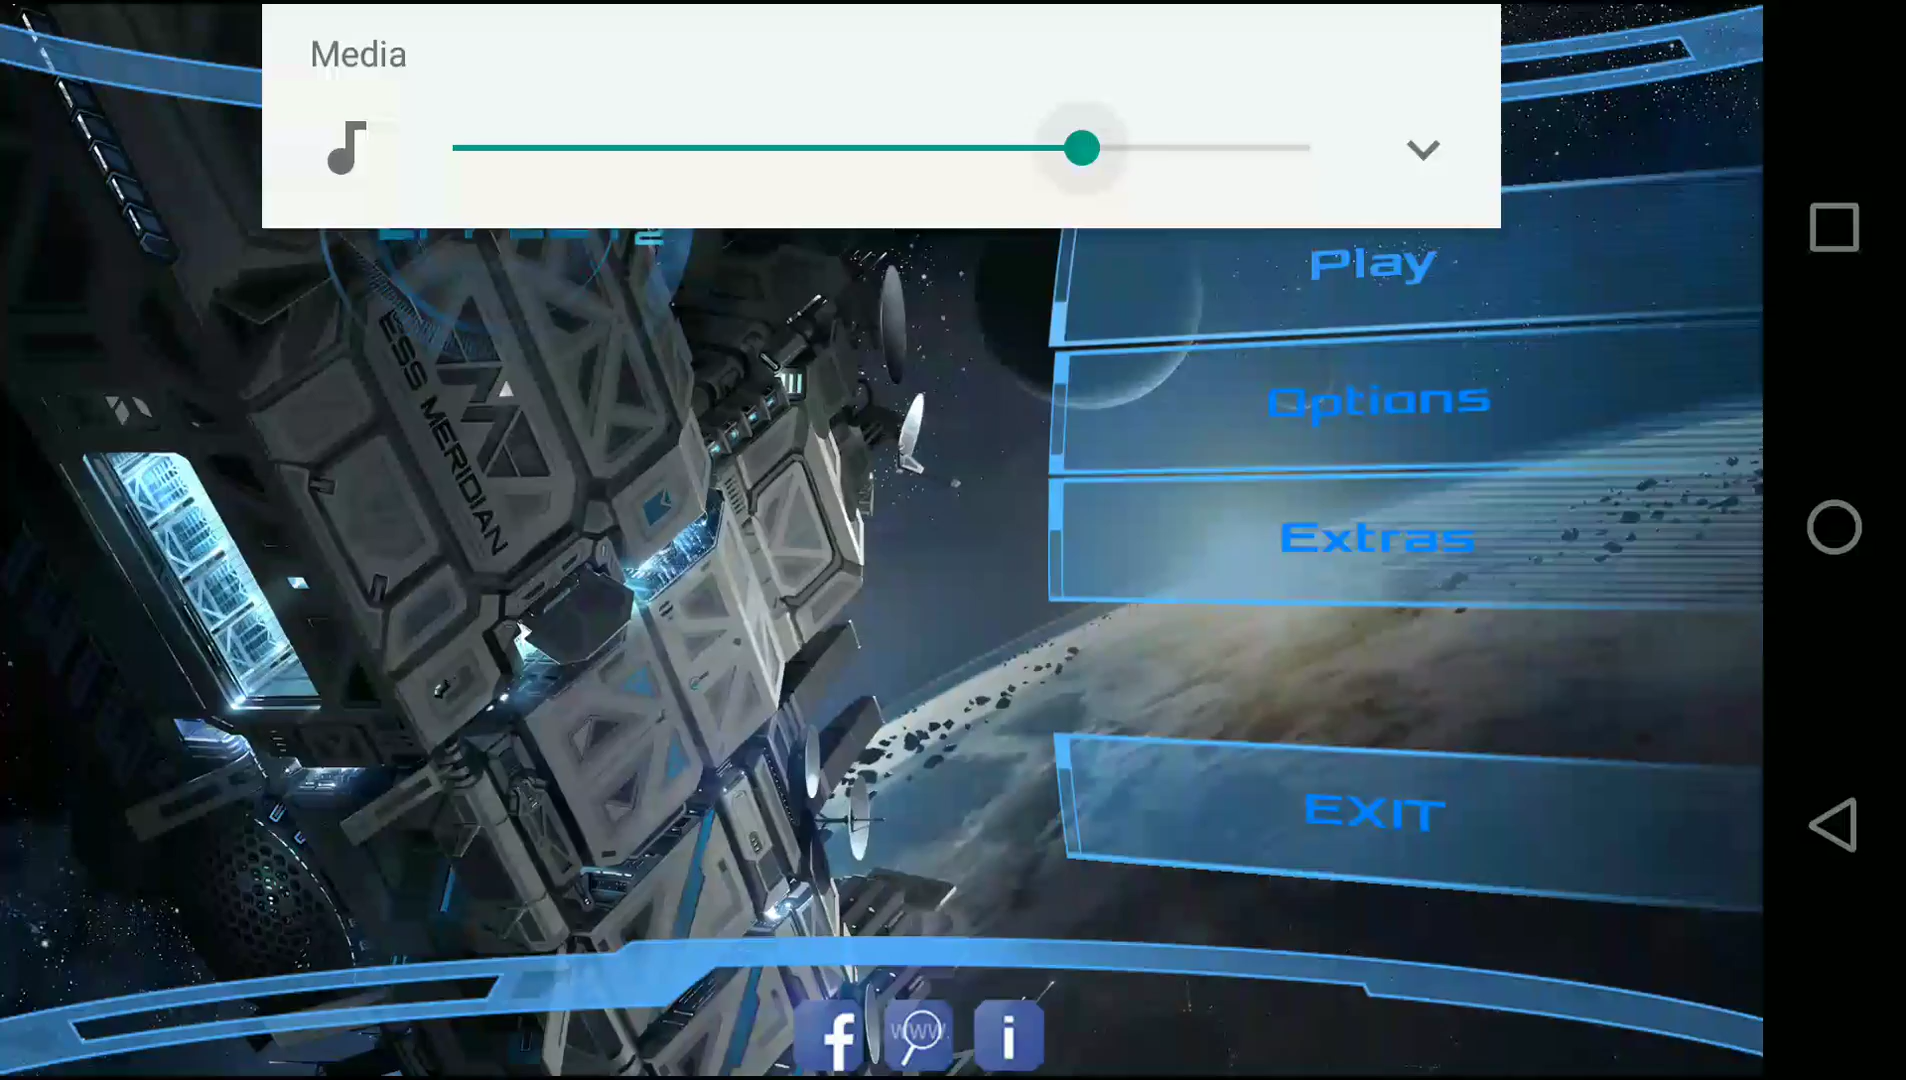 Media
Play
Options
Extras
EXIT
ESS MERIDIAN
f
www
i